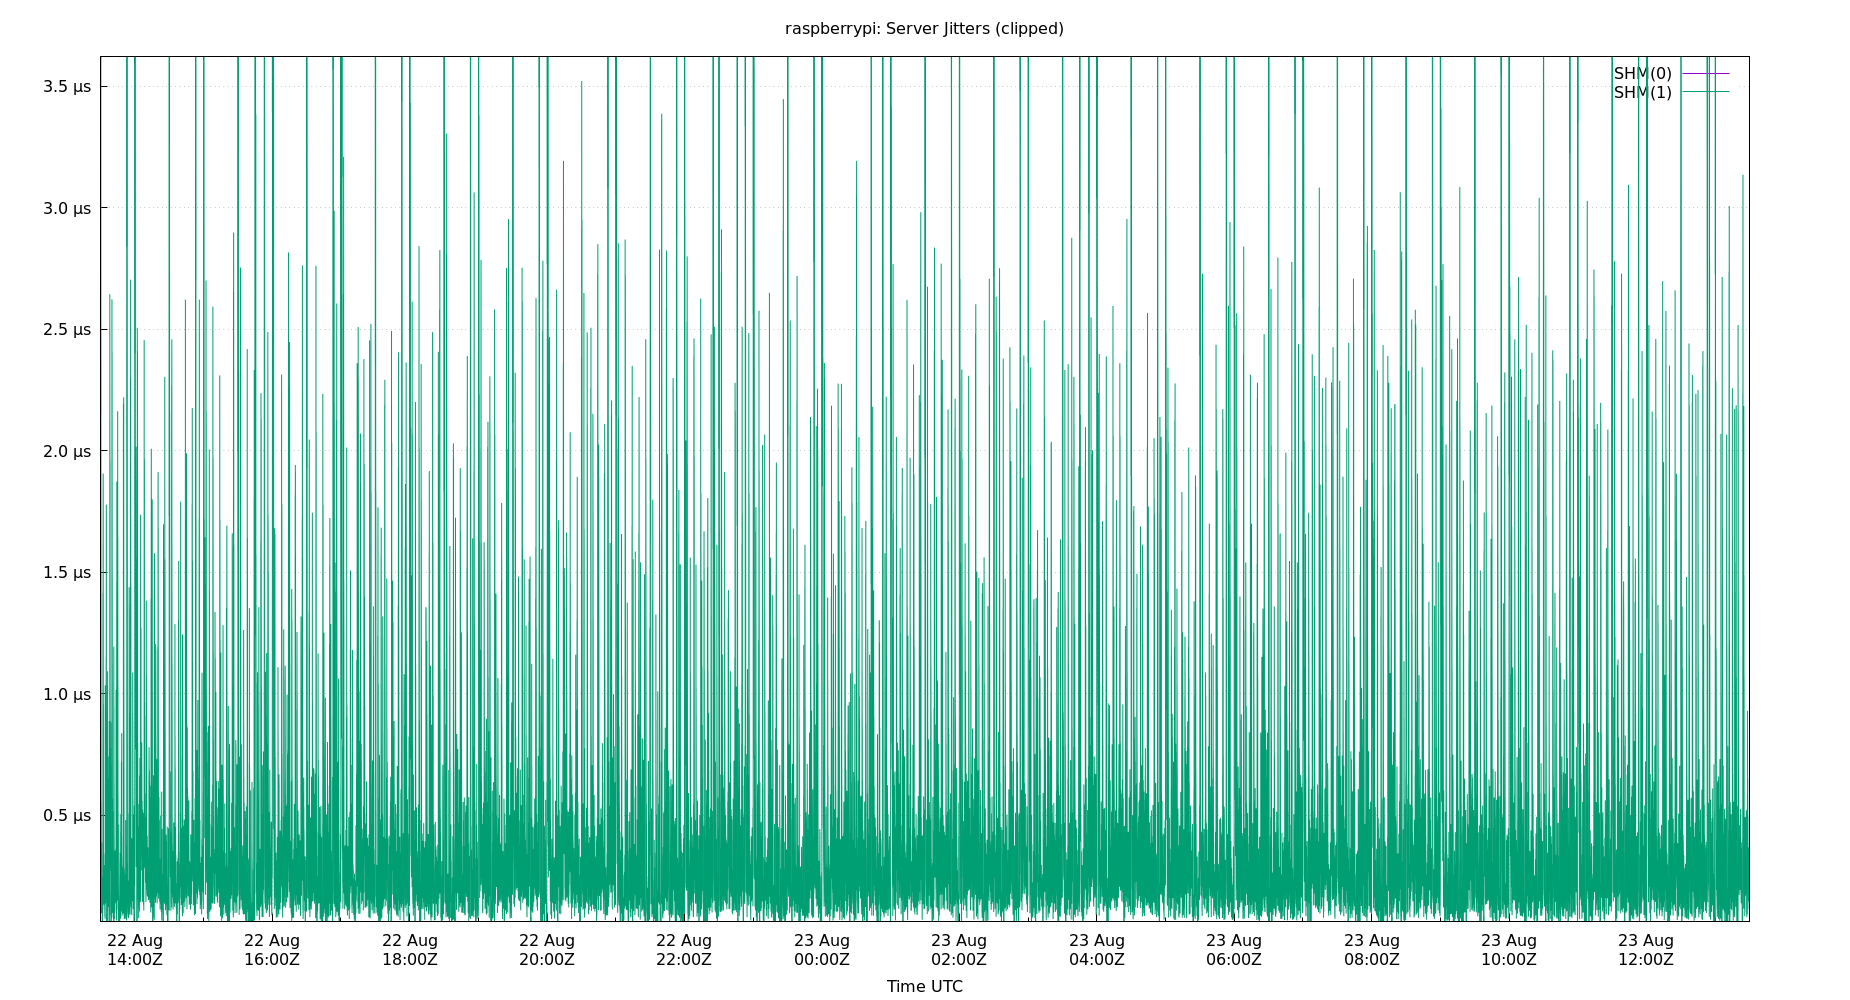 raspberrypi: Server Jitters (clipped)
SHM(0)
SHM(1)
3.5 µs
3.0 µs
2.5 µs
2.0 µs
1.5 µs
1.0 µs
0.5 µs
22 Aug 22 Aug 22 Aug 22 Aug 22 Aug 23 Aug 23 Aug 23 Aug 23 Aug 23 Aug 23 Aug 23 Aug
14:00Z 16:00Z 18:00Z 20:00Z 22:00Z 00:00Z 02:00Z 04:00Z 06:00Z 08:00Z 10:00Z 12:00Z
Time UTC